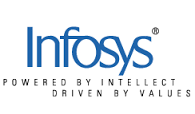 Infosys®
POWERED BY INTELLECT
DRIVEN BY VALUES